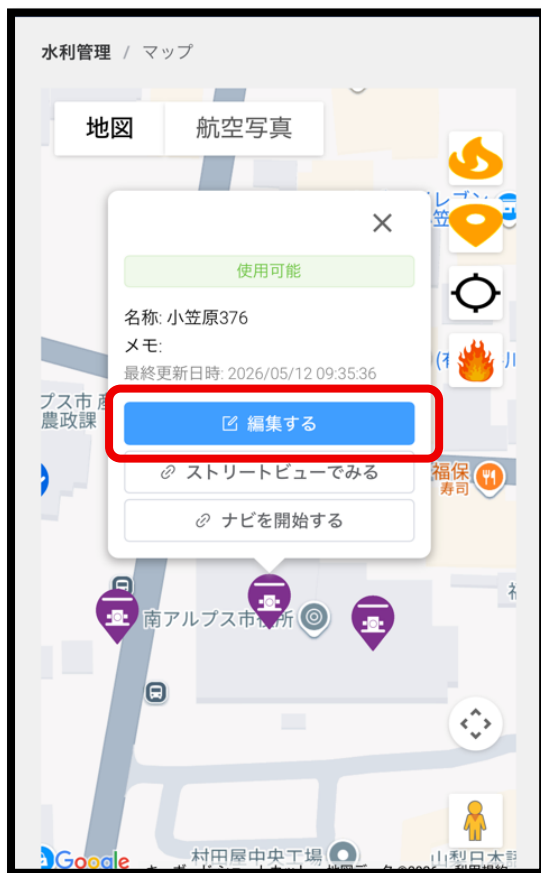 水利管理 / マップ
地図 航空写真
使用可能
名称: 小笠原376
メモ:
最終更新日時: 2026/05/12 09:35:36
編集する
ストリートビューでみる
ナビを開始する
プス市
農政課
福保
寿司
南アルプス市役所
村田屋中央工場
山梨日本
Google